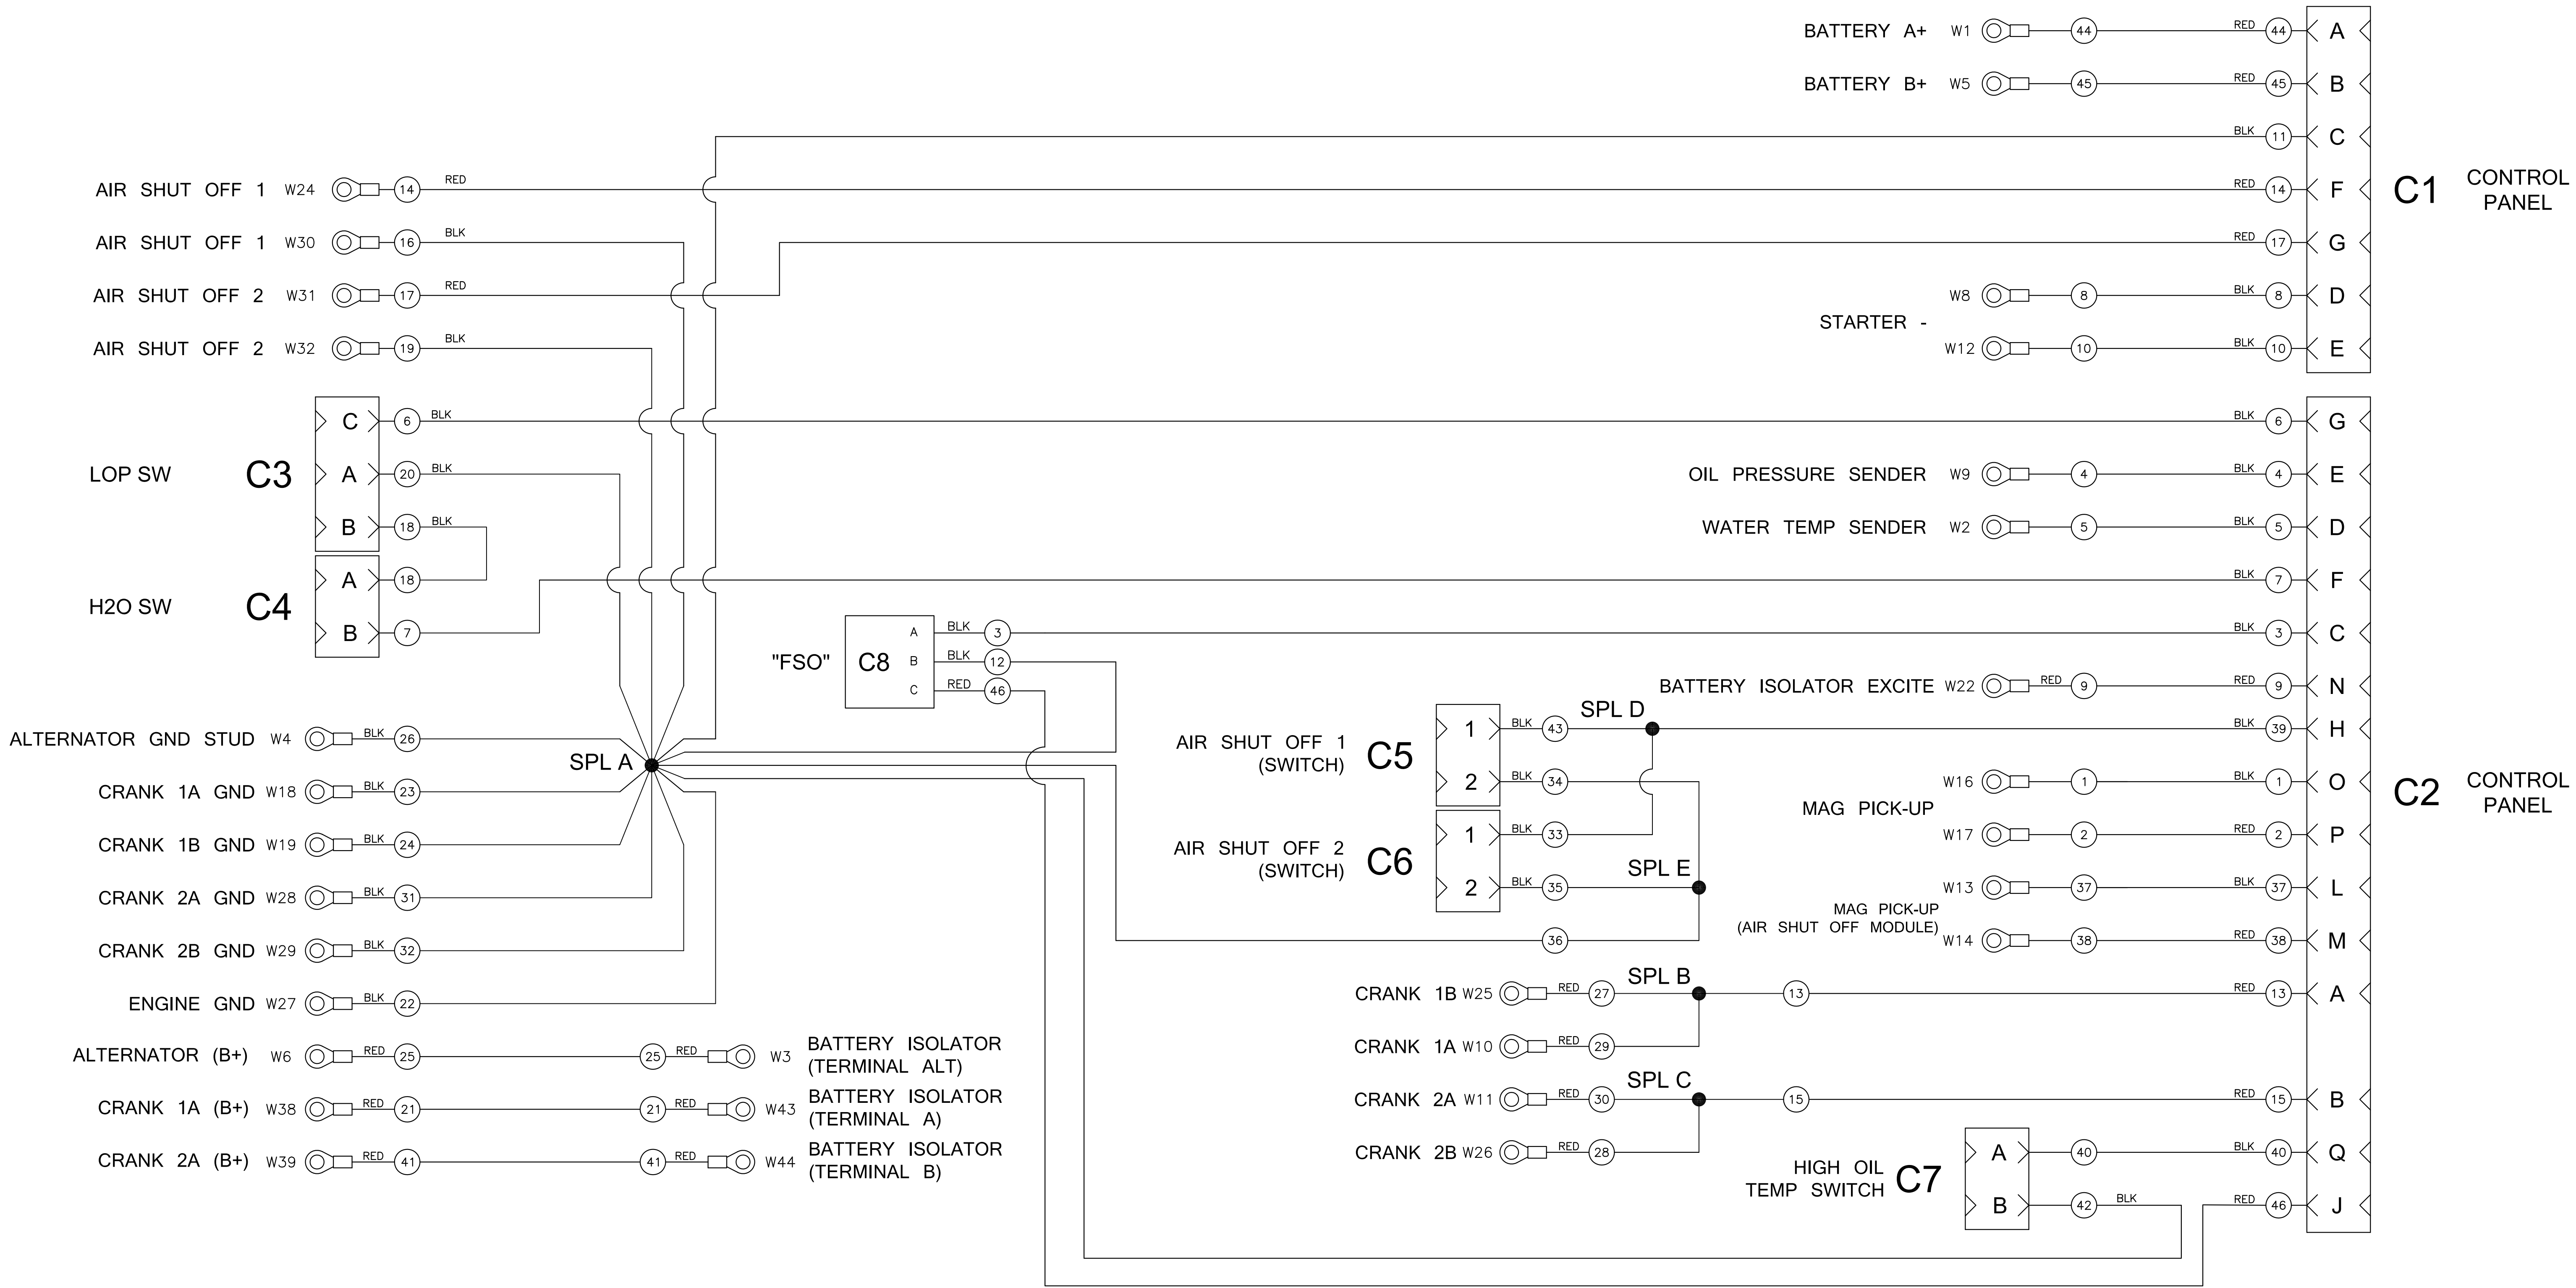 BATTERY A+ W1 44 RED 44 A
BATTERY B+ W5 45 RED 45 B
BLK 11 C
AIR SHUT OFF 1 W24 14 RED RED 14 F
C1 CONTROL PANEL
AIR SHUT OFF 1 W30 16 BLK RED 17 G
AIR SHUT OFF 2 W31 17 RED W8 8 BLK 8 D
STARTER -
AIR SHUT OFF 2 W32 19 BLK W12 10 BLK 10 E
C 6 BLK BLK 6 G
LOP SW C3 A 20 BLK OIL PRESSURE SENDER W9 4 BLK 4 E
B 18 BLK WATER TEMP SENDER W2 5 BLK 5 D
A 18 BLK 7 F
H2O SW C4
B 7
"FSO" C8
A BLK 3 BLK 3 C
B BLK 12
C RED 46
BATTERY ISOLATOR EXCITE W22 RED 9 RED 9 N
SPL D
AIR SHUT OFF 1
(SWITCH)
C5
1 BLK 43 BLK 39 H
2 BLK 34
W16 1 BLK 1 O
MAG PICK-UP
W17 2 RED 2 P
C2 CONTROL PANEL
AIR SHUT OFF 2
(SWITCH)
C6
1 BLK 33
2 BLK 35
SPL E
W13 37 BLK 37 L
MAG PICK-UP
(AIR SHUT OFF MODULE)
W14 38 RED 38 M
36
ALTERNATOR GND STUD W4 BLK 26
SPL A
CRANK 1A GND W18 BLK 23
CRANK 1B GND W19 BLK 24
CRANK 2A GND W28 BLK 31
CRANK 2B GND W29 BLK 32
ENGINE GND W27 BLK 22
ALTERNATOR (B+) W6 RED 25 25 RED W3
BATTERY ISOLATOR
(TERMINAL ALT)
CRANK 1A (B+) W38 RED 21 21 RED W43
BATTERY ISOLATOR
(TERMINAL A)
CRANK 2A (B+) W39 RED 41 41 RED W44
BATTERY ISOLATOR
(TERMINAL B)
SPL B
CRANK 1B W25 RED 27 13 RED 13 A
CRANK 1A W10 RED 29
SPL C
CRANK 2A W11 RED 30 15 RED 15 B
CRANK 2B W26 RED 28
HIGH OIL
TEMP SWITCH
C7
A 40 BLK 40 Q
B 42 BLK RED 46 J